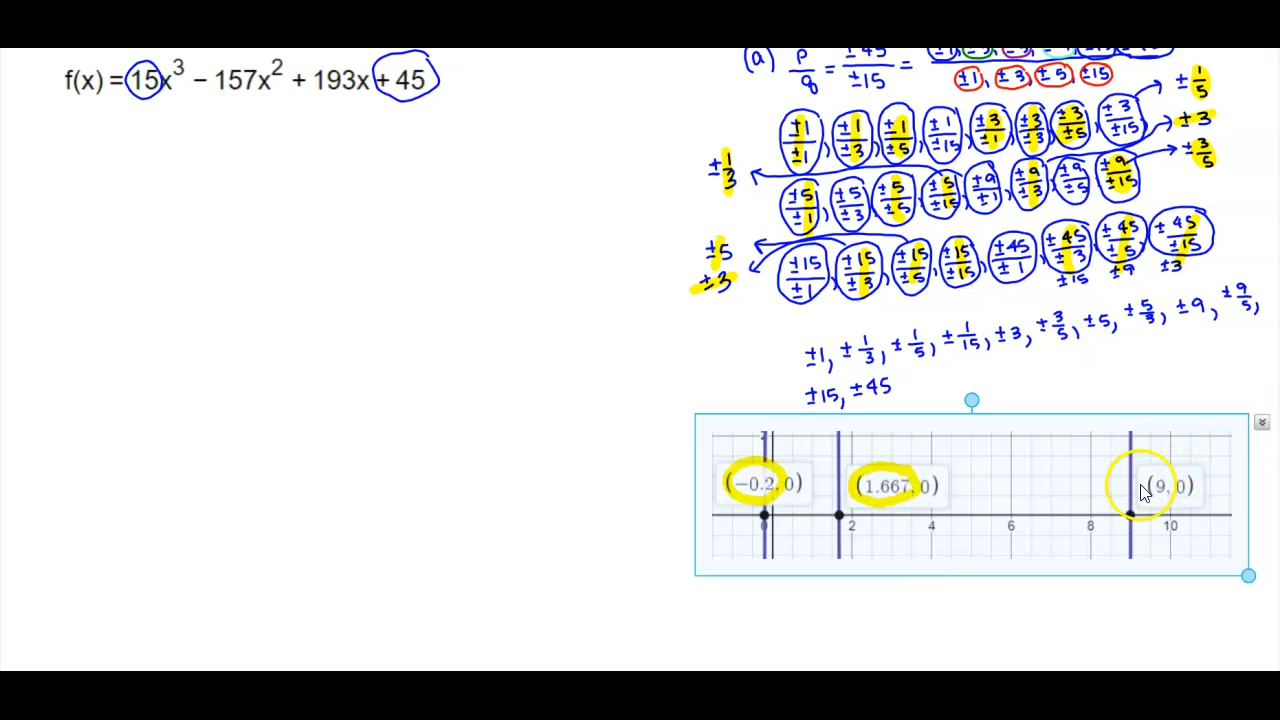 f(x) = 15x³ − 157x² + 193x + 45
(a) p/q = ±45/±15 =
±1, ±3, ±5, ±15
±1/±1, ±1/±3, ±1/±5, ±1/±15, ±3/±1, ±3/±3, ±3/±5, ±3/±15
±1/5
±3
±3/5
±1/3
±5/±1, ±5/±3, ±5/±5, ±5/±15, ±9/±1, ±9/±3, ±9/±5, ±9/±15
±5
±3
±15/±1, ±15/±3, ±15/±5, ±15/±15, ±45/±1, ±45/±3, ±45/±5, ±45/±15
±15 ±9 ±3
±1, ±1/3, ±1/5, ±1/15, ±3, ±3/5, ±5, ±5/3, ±9, ±9/5,
±15, ±45
(−0.2, 0) (1.667, 0) (9, 0)
0 2 4 6 8 10